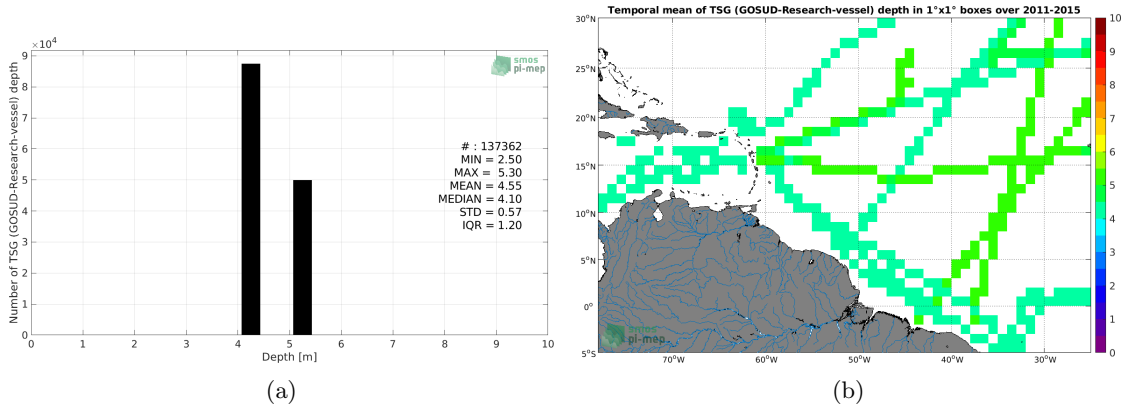 ×10⁴
9
8
7
6
5
4
3
2
1
0
Number of TSG (GOSUD-Research-vessel) depth
smos
pi-mep
# : 137362
MIN = 2.50
MAX = 5.30
MEAN = 4.55
MEDIAN = 4.10
STD = 0.57
IQR = 1.20
0 1 2 3 4 5 6 7 8 9 10
Depth [m]
(a)
Temporal mean of TSG (GOSUD-Research-vessel) depth in 1°x1° boxes over 2011-2015
30°N
25°N
20°N
15°N
10°N
5°N
0°
5°S
70°W 60°W 50°W 40°W 30°W
smos
pi-mep
10
9
8
7
6
5
4
3
2
1
0
(b)